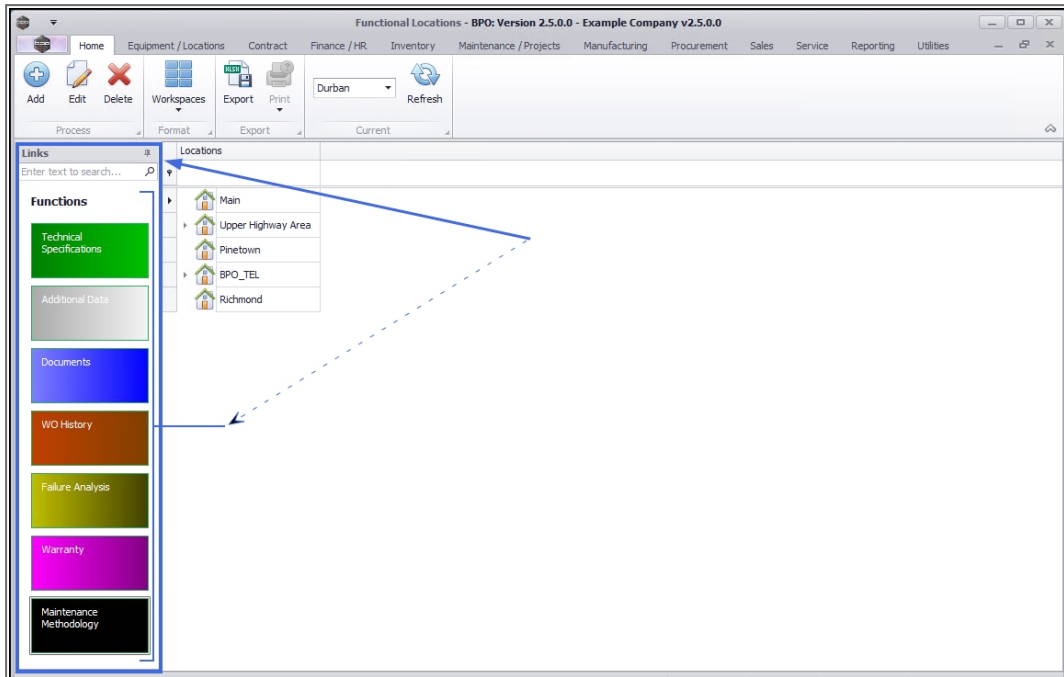 Functional Locations - BPO: Version 2.5.0.0 - Example Company v2.5.0.0
Home Equipment / Locations Contract Finance / HR Inventory Maintenance / Projects Manufacturing Procurement Sales Service Reporting Utilities
Add Edit Delete Workspaces Export Print Durban Refresh
Process Format Export Current
Links
Enter text to search...
Functions
Technical
Specifications
Additional Data
Documents
WO History
Failure Analysis
Warranty
Maintenance
Methodology
Locations
Main
Upper Highway Area
Pinetown
BPO_TEL
Richmond